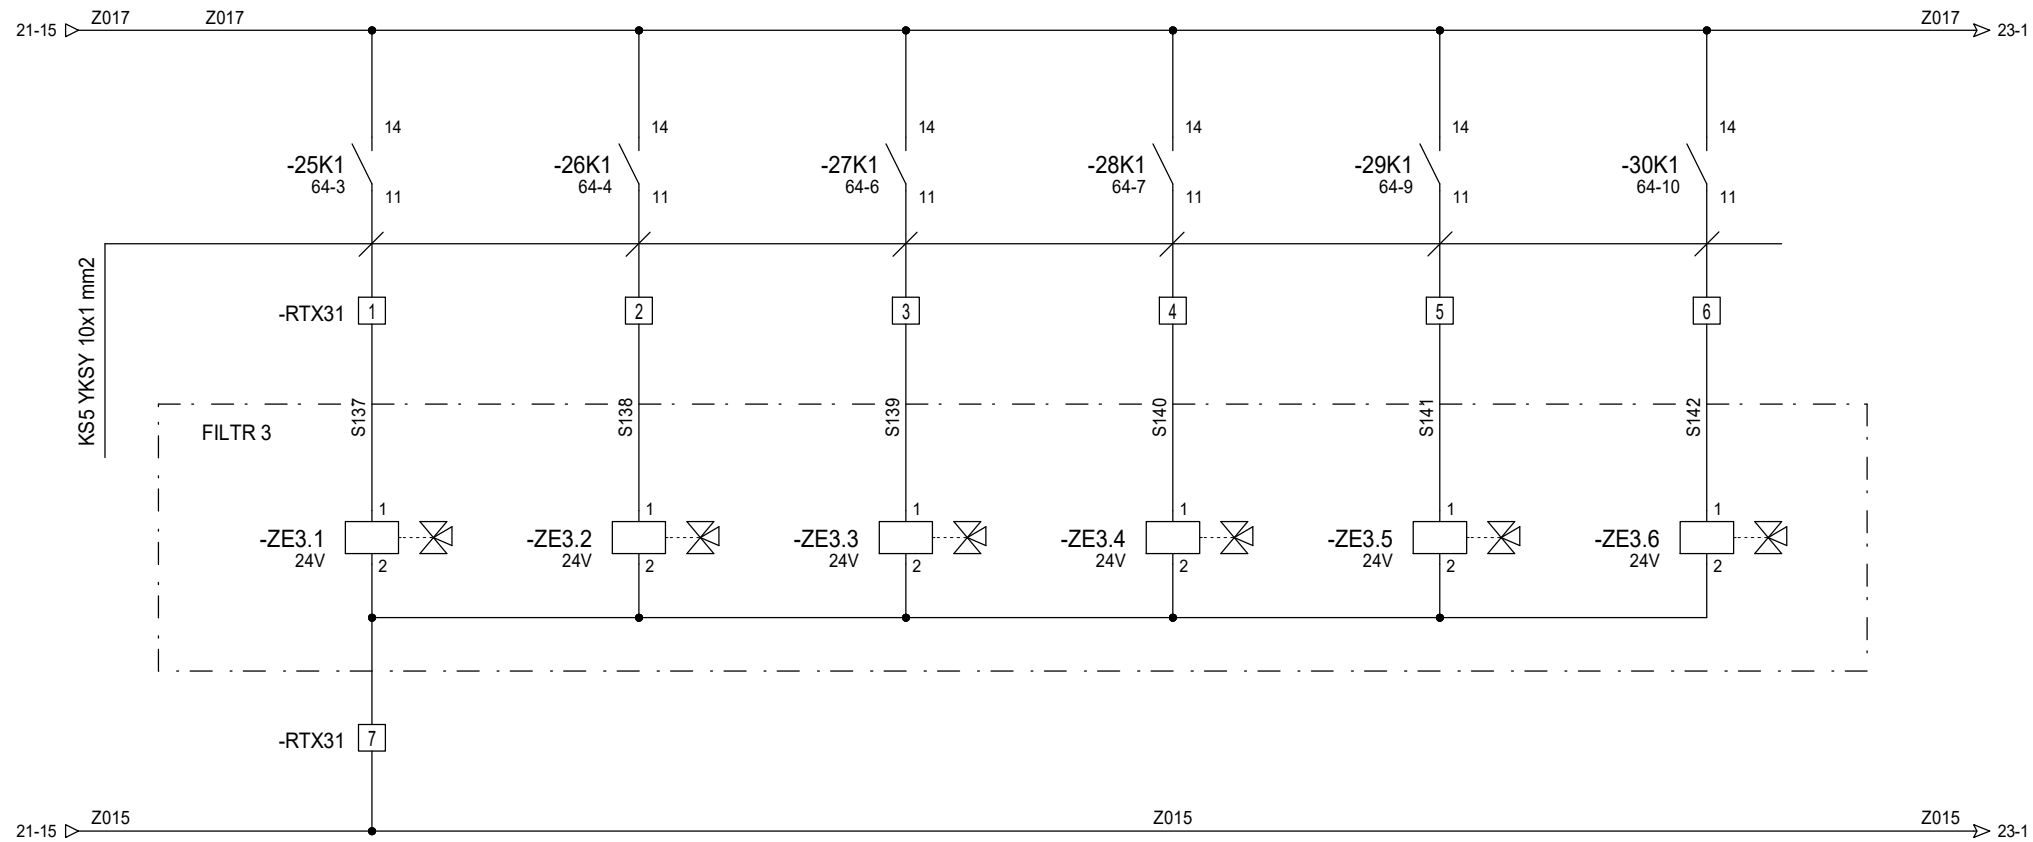 Z017 Z017 Z017
21-15 23-1
14 14 14 14 14 14
-25K1 -26K1 -27K1 -28K1 -29K1 -30K1
64-3 64-4 64-6 64-7 64-9 64-10
11 11 11 11 11 11
KS5 YKSY 10x1 mm2
-RTX31 1 2 3 4 5 6
S137 S138 S139 S140 S141 S142
FILTR 3
1 1 1 1 1 1
-ZE3.1 -ZE3.2 -ZE3.3 -ZE3.4 -ZE3.5 -ZE3.6
24V 24V 24V 24V 24V 24V
2 2 2 2 2 2
-RTX31 7
Z015 Z015 Z015
21-15 23-1